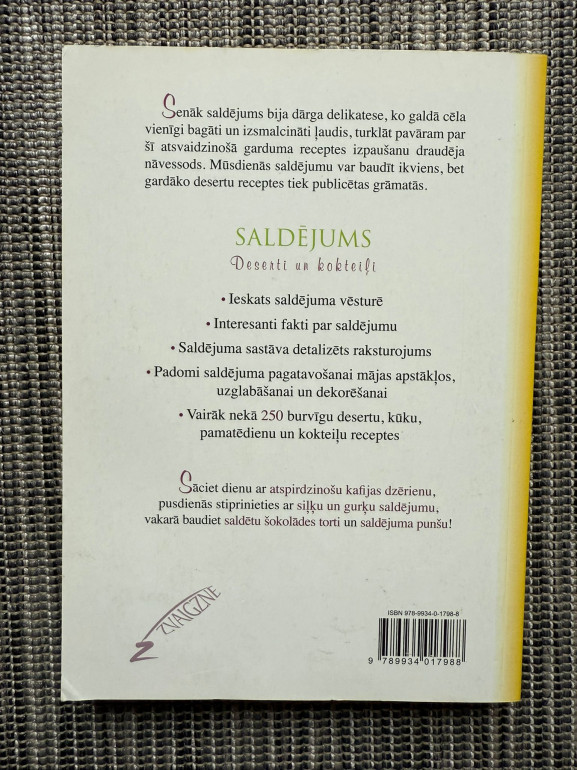 Senāk saldējums bija dārga delikatese, ko galdā cēla
vienīgi bagāti un izsmalcināti ļaudis, turklāt pavāram par
šī atsvaidzinošā garduma receptes izpaušanu draudēja
nāvessods. Mūsdienās saldējumu var baudīt ikviens, bet
gardāko desertu receptes tiek publicētas grāmatās.
SALDĒJUMS
Deserti un kokteiļi
• Ieskats saldējuma vēsturē
• Interesanti fakti par saldējumu
• Saldējuma sastāva detalizēts raksturojums
• Padomi saldējuma pagatavošanai mājas apstākļos,
uzglabāšanai un dekorēšanai
• Vairāk nekā 250 burvīgu desertu, kūku,
pamatēdienu un kokteiļu receptes
Sāciet dienu ar atspirdzinošu kafijas dzērienu,
pusdienās stiprinieties ar siļķu un gurķu saldējumu,
vakarā baudiet saldētu šokolādes torti un saldējuma punšu!
Z ZVAIGZNE
ISBN 978-9934-0-1798-8
9 789934 017988